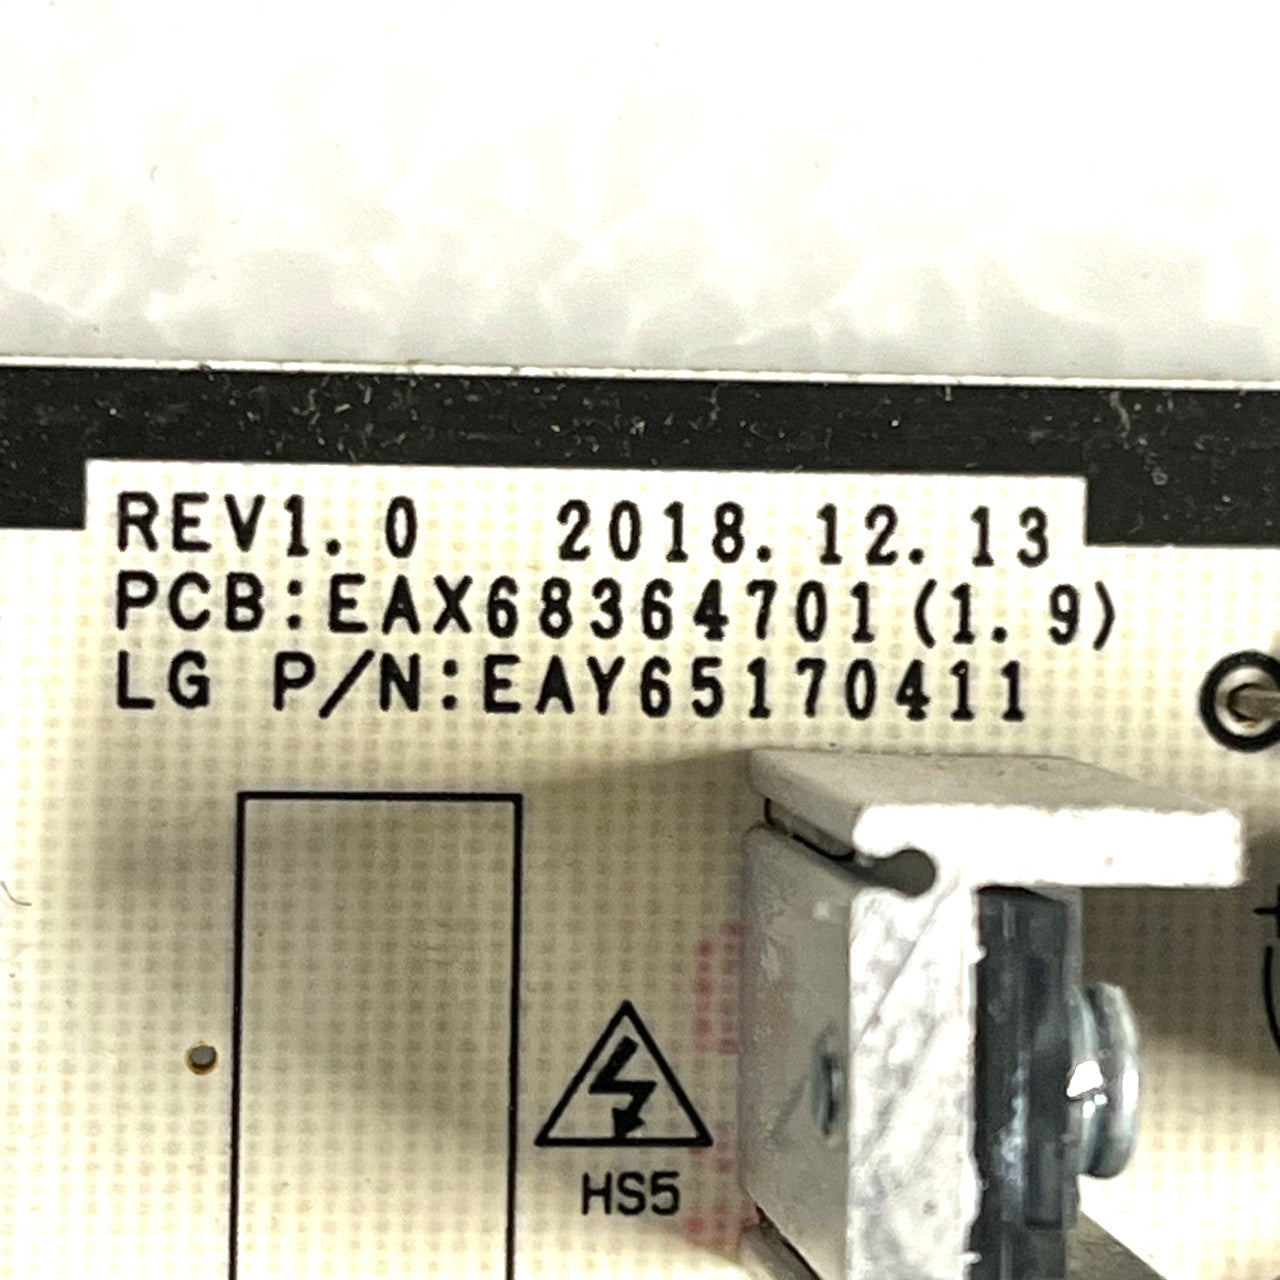 REV1.0 2018.12.13
PCB:EAX68364701(1.9)
LG P/N:EAY65170411
HS5